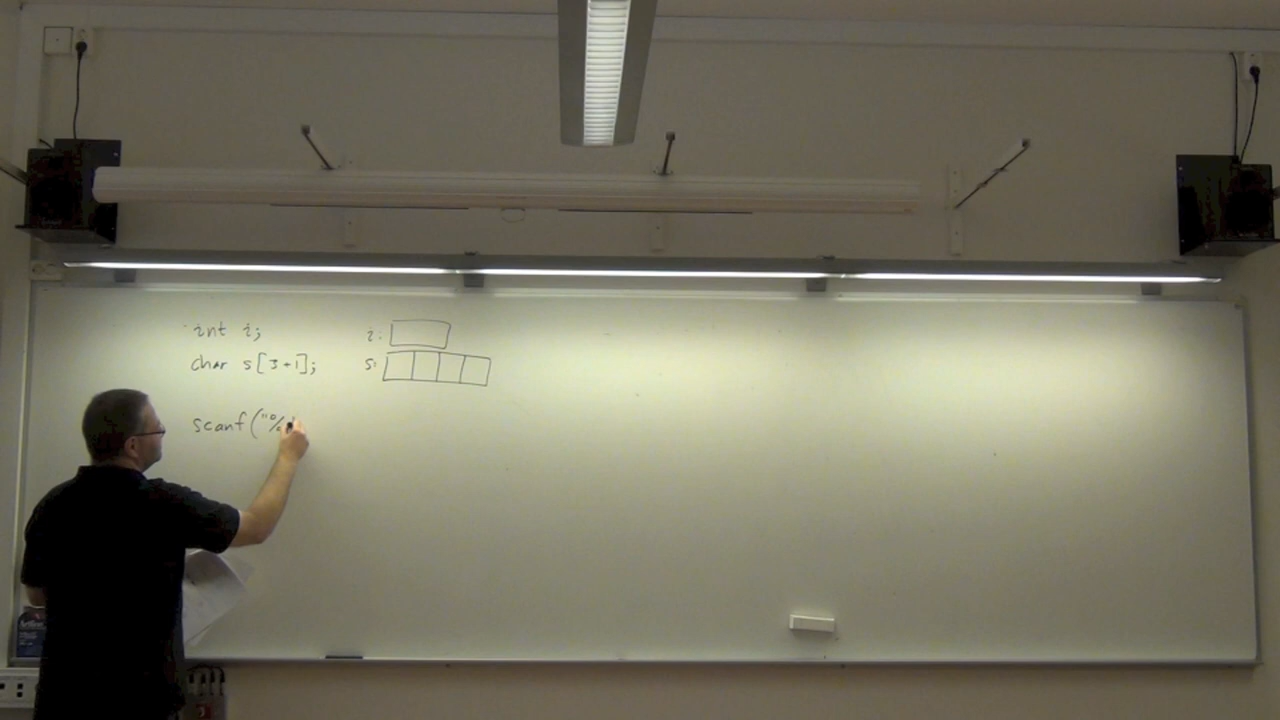 int i; i:
char s[3+1]; s:
scanf("%